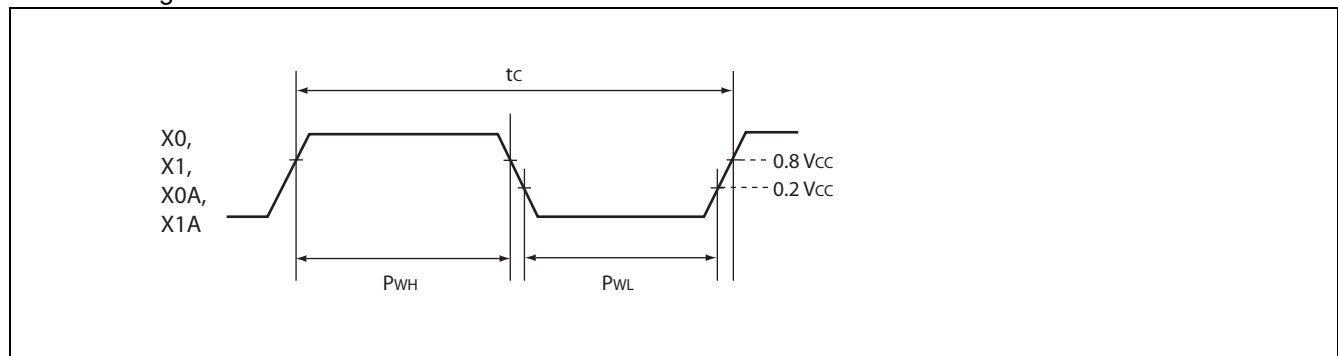 tC
X0,
X1,
X0A,
X1A
0.8 VCC
0.2 VCC
PWH
PWL